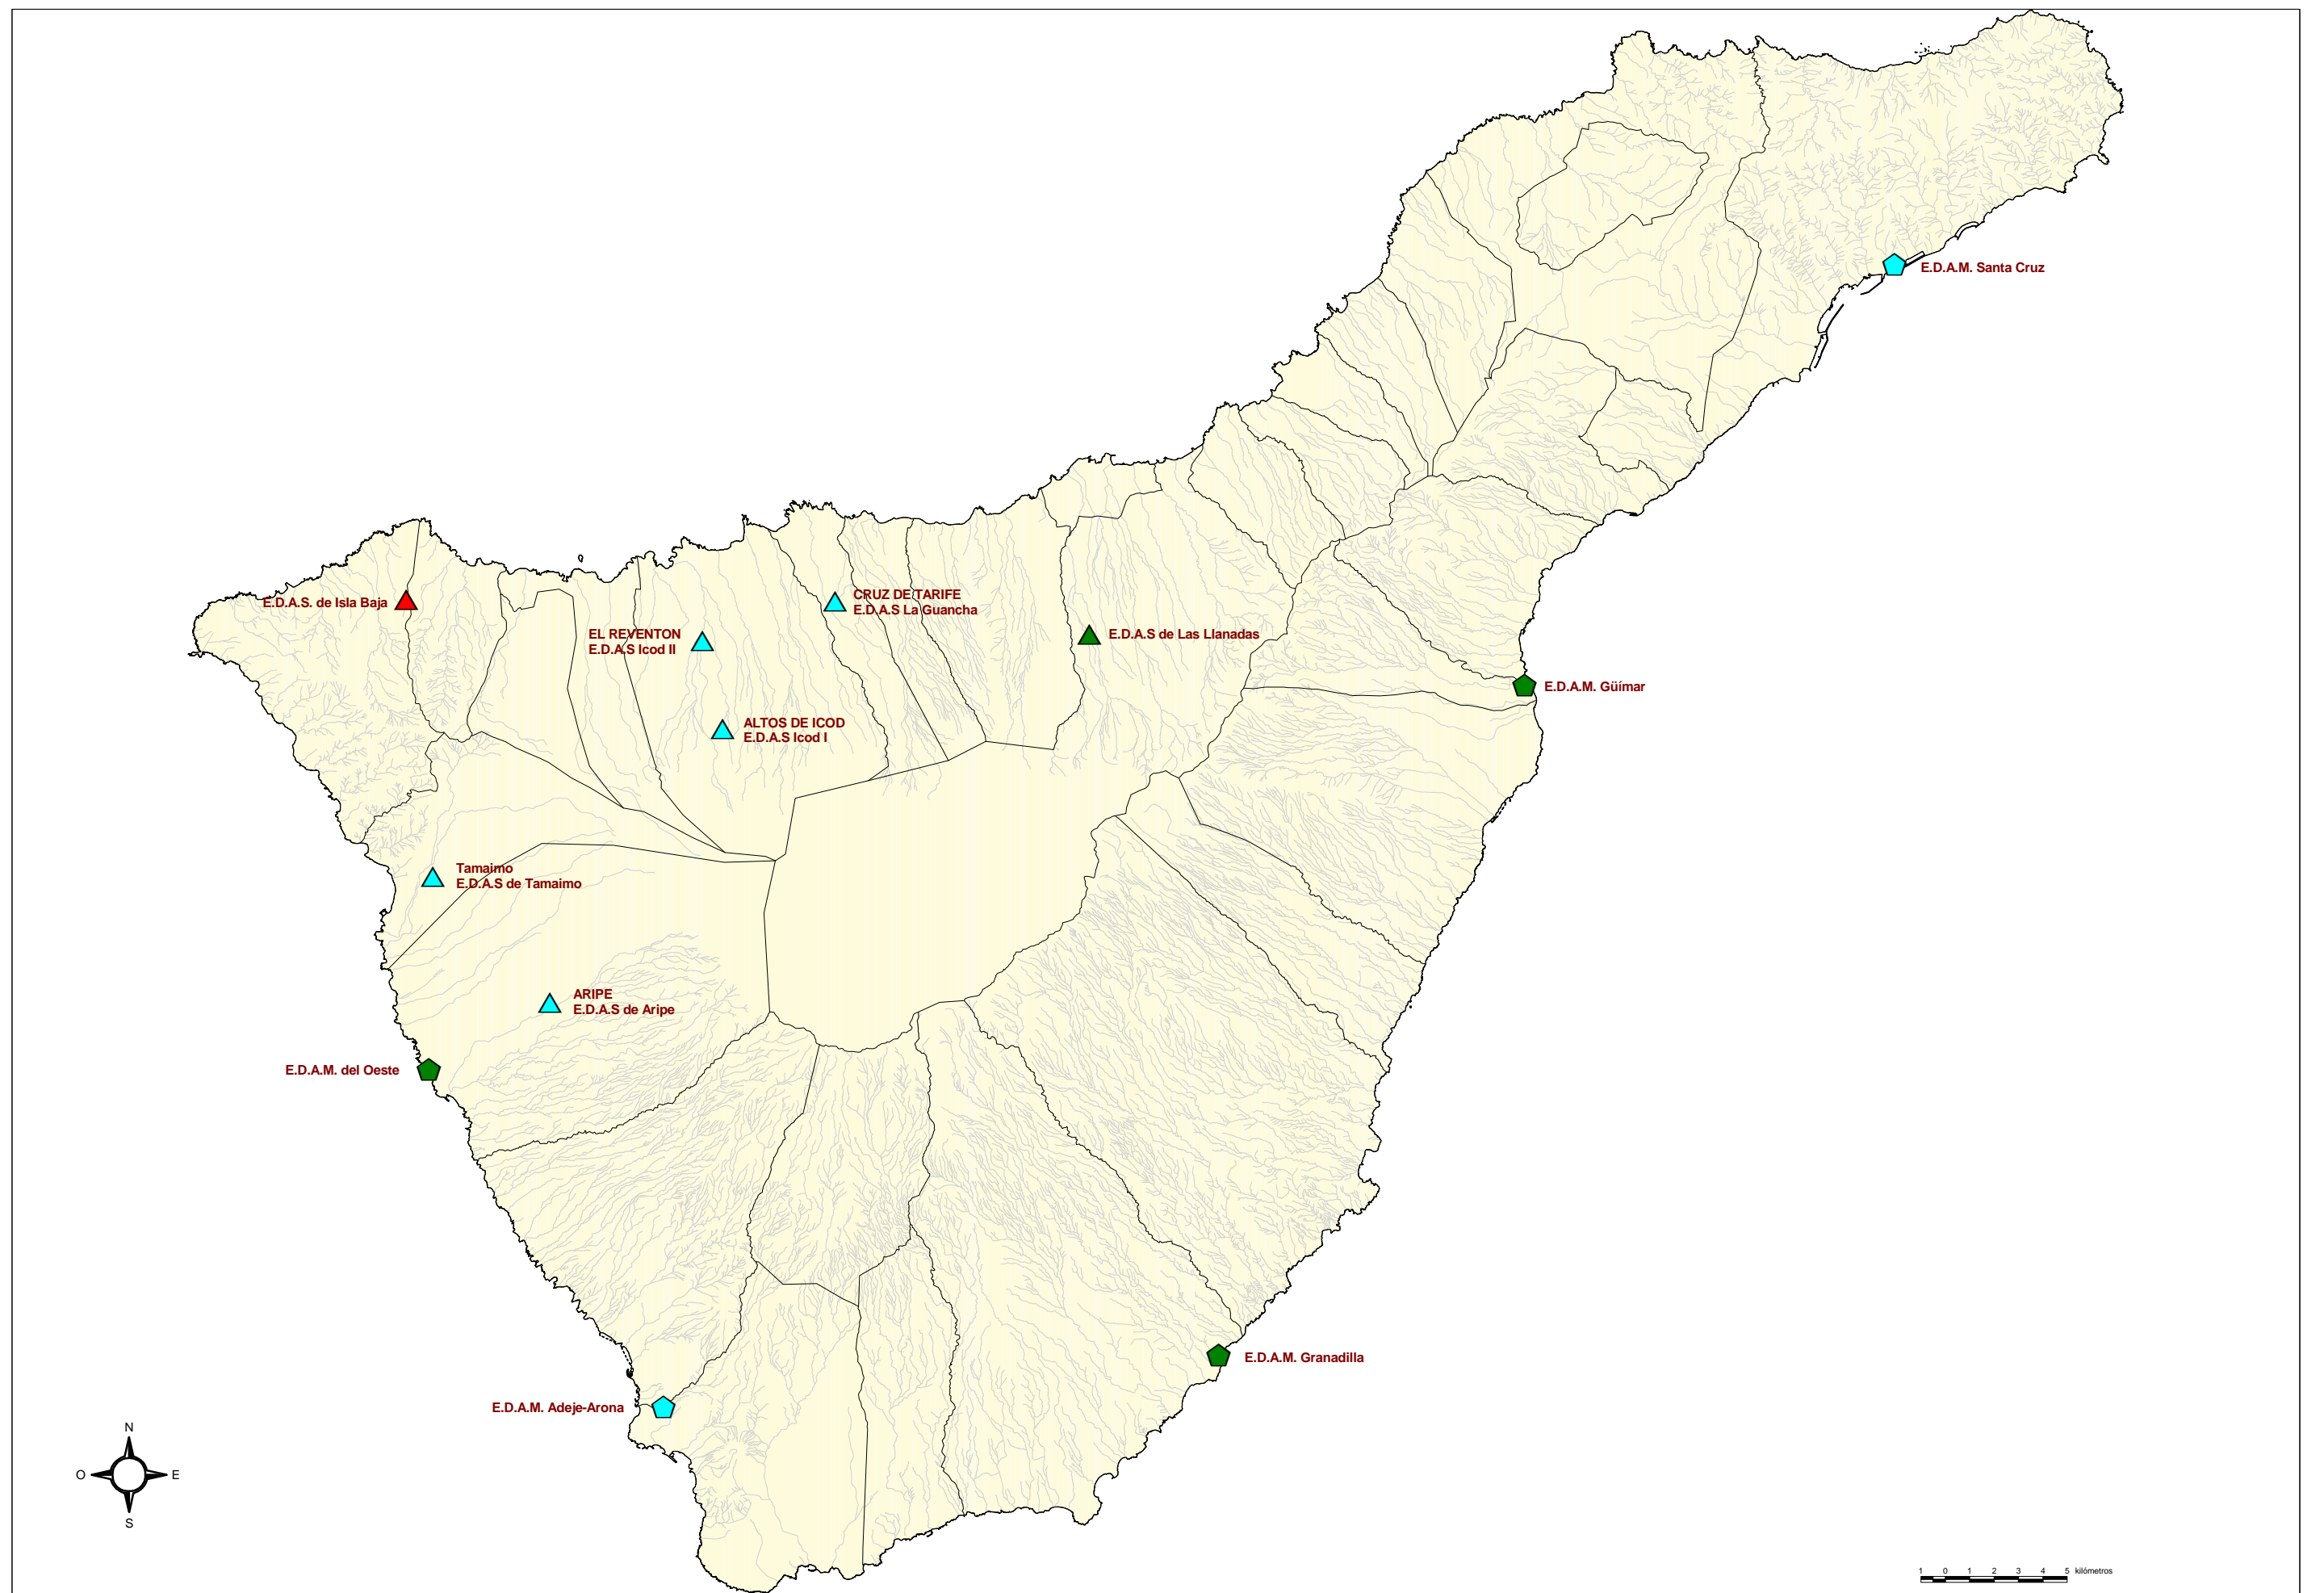 E.D.A.M. Santa Cruz
E.D.A.S. de Isla Baja
CRUZ DE TARIFE
E.D.A.S La Guancha
EL REVENTON
E.D.A.S Icod II
E.D.A.S de Las Llanadas
E.D.A.M. Güímar
ALTOS DE ICOD
E.D.A.S Icod I
Tamaimo
E.D.A.S de Tamaimo
ARIPE
E.D.A.S de Aripe
E.D.A.M. del Oeste
E.D.A.M. Granadilla
E.D.A.M. Adeje-Arona
N
O E
S
1 0 1 2 3 4 5 kilómetros